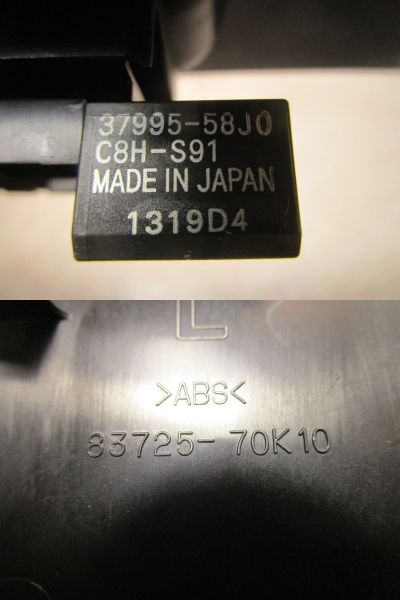 37995-58J0
C8H-S91
MADE IN JAPAN
1319D4
L
>ABS<
83725-70K10